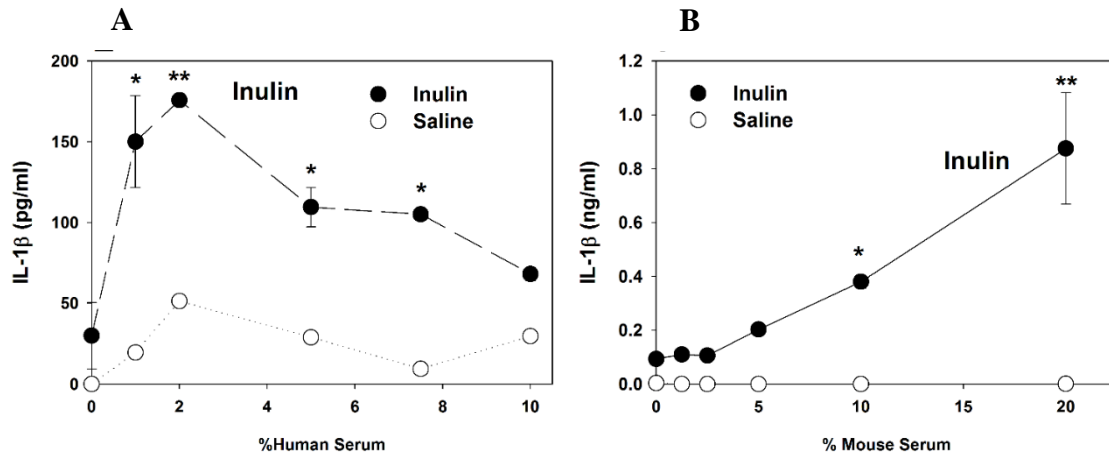 A
200
150
100
50
0
IL-1β (pg/ml)
* ** * *
Inulin
Inulin
Saline
0 2 4 6 8 10
%Human Serum
B
1.2
1.0
0.8
0.6
0.4
0.2
0.0
IL-1β (ng/ml)
Inulin
Saline
**
Inulin
*
0 5 10 15 20
% Mouse Serum